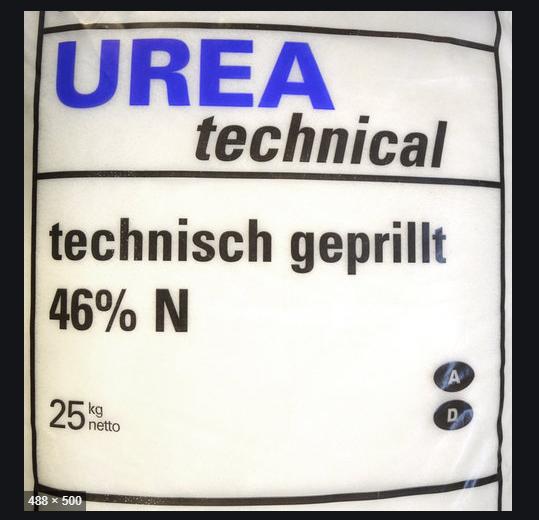 UREA
technical
technisch geprillt
46% N
25 kg
netto
A
D
488 × 500